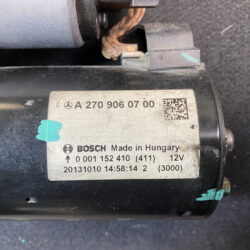 A 270 906 07 00
BOSCH Made in Hungary
0 001 152 410 (411) 12V
20131010 14:58:14 2 (3000)